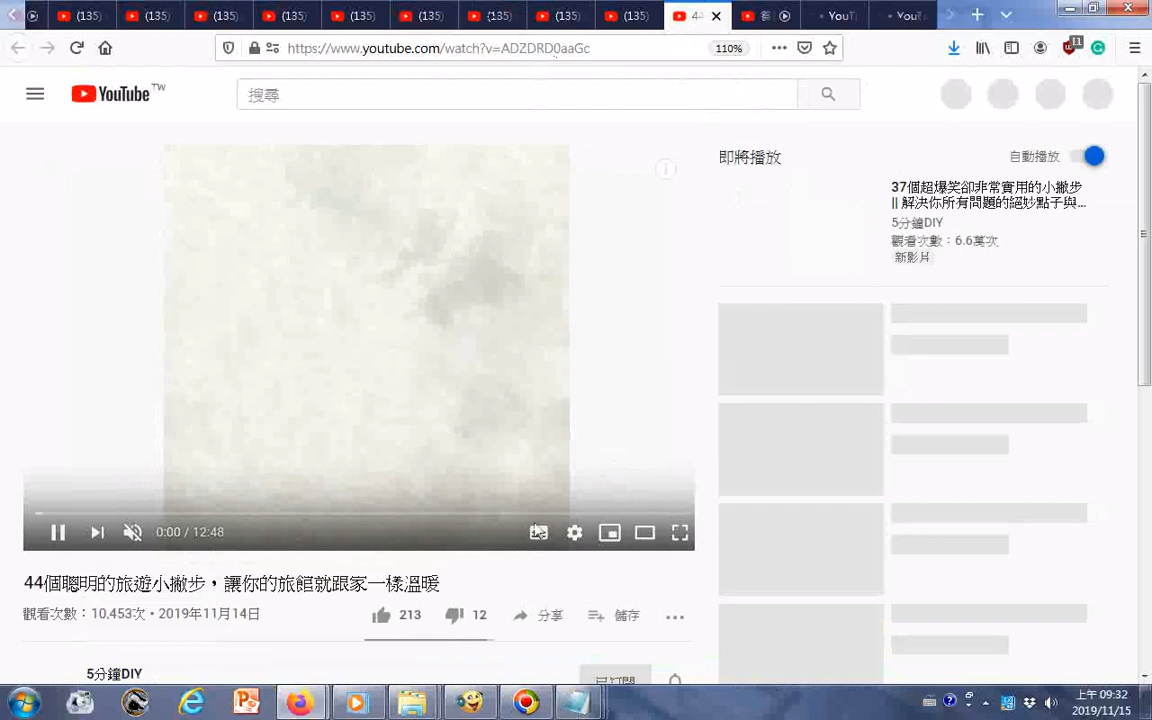 (135)
(135)
(135)
(135)
(135)
(135)
(135)
(135)
(135)
https://www.youtube.com/watch?v=ADZDRD0aaGc
110%
11
YouTube TW
搜尋
即將播放
自動播放
37個超爆笑卻非常實用的小撇步
|| 解決你所有問題的絕妙點子與...
5分鐘DIY
觀看次數：6.6萬次
新影片
0:00 / 12:48
44個聰明的旅遊小撇步，讓你的旅館就跟家一樣溫暖
觀看次數：10,453次 • 2019年11月14日
213
12
分享
儲存
5分鐘DIY
已訂閱
上午 09:32
2019/11/15